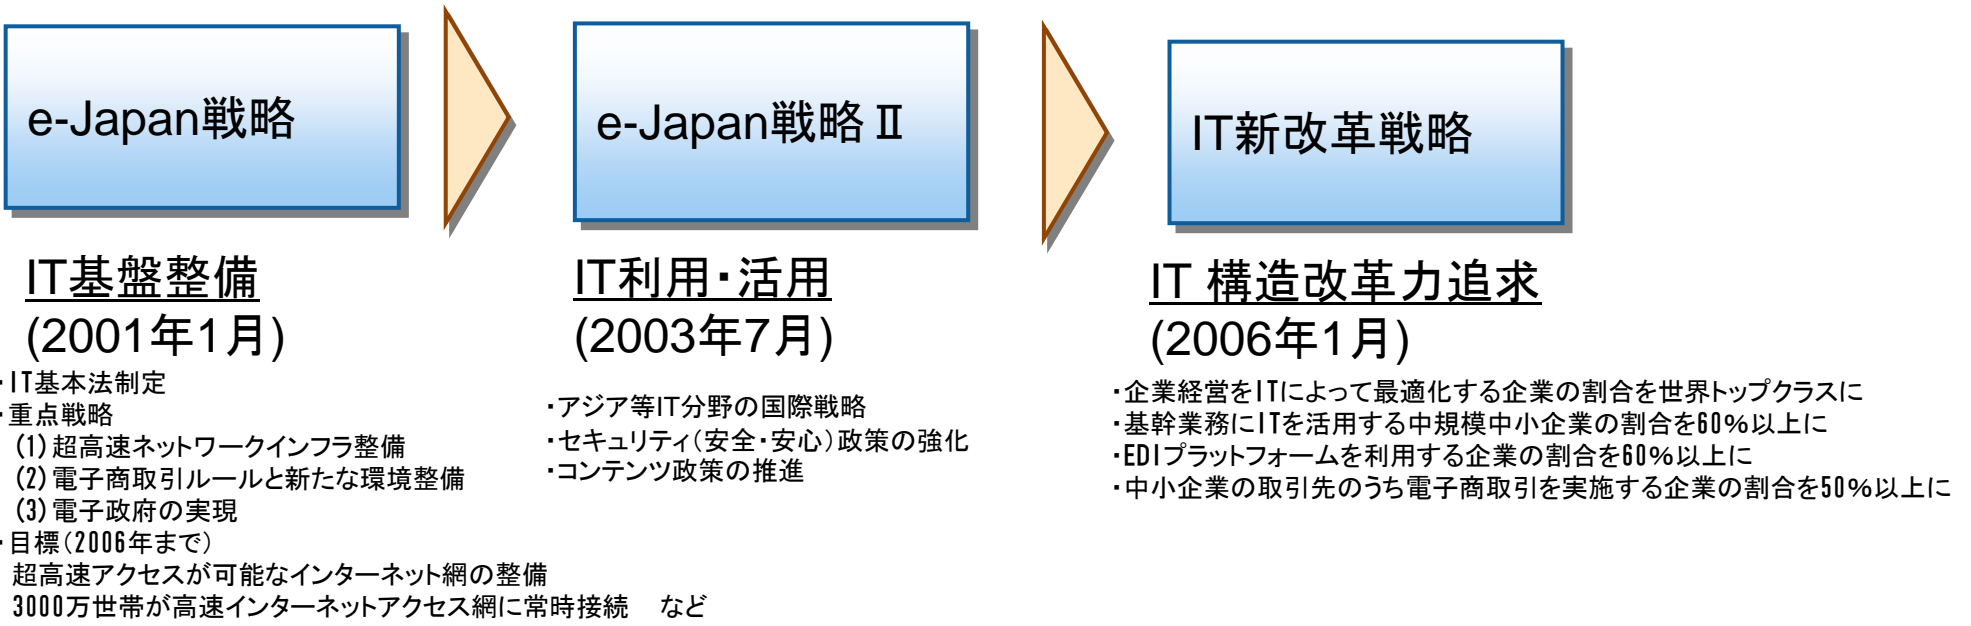 e-Japan戦略
IT基盤整備
(2001年1月)
・IT基本法制定
・重点戦略
(1)超高速ネットワークインフラ整備
(2)電子商取引ルールと新たな環境整備
(3)電子政府の実現
・目標(2006年まで)
超高速アクセスが可能なインターネット網の整備
3000万世帯が高速インターネットアクセス網に常時接続　など
e-Japan戦略Ⅱ
IT利用・活用
(2003年7月)
・アジア等IT分野の国際戦略
・セキュリティ(安全・安心)政策の強化
・コンテンツ政策の推進
IT新改革戦略
IT 構造改革力追求
(2006年1月)
・企業経営をITによって最適化する企業の割合を世界トップクラスに
・基幹業務にITを活用する中規模中小企業の割合を60%以上に
・EDIプラットフォームを利用する企業の割合を60%以上に
・中小企業の取引先のうち電子商取引を実施する企業の割合を50%以上に